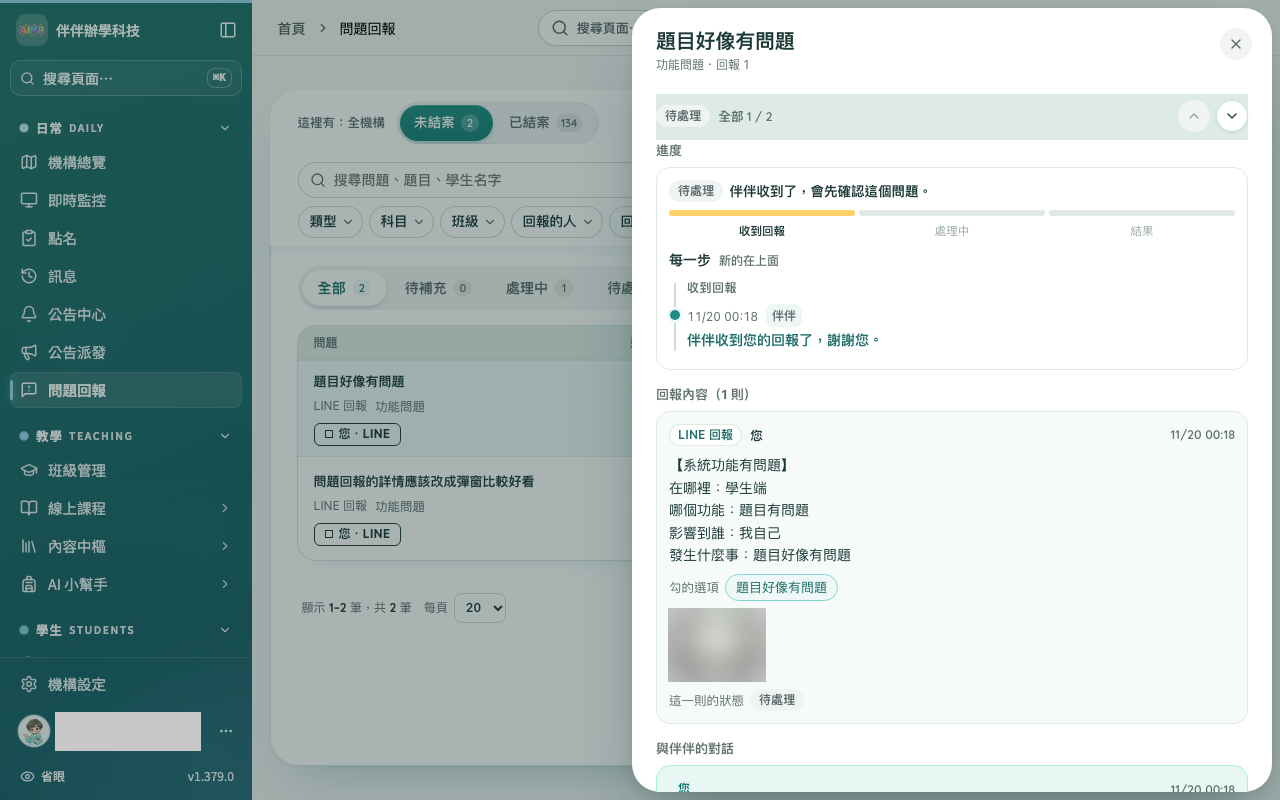 伴伴辦學科技
搜尋頁面…
⌘K
日常 DAILY
機構總覽
即時監控
點名
訊息
公告中心
公告派發
問題回報
教學 TEACHING
班級管理
線上課程
內容中樞
AI 小幫手
學生 STUDENTS
機構設定
省眼
v1.379.0
首頁
問題回報
搜尋頁面
這裡有：全機構
未結案 2
已結案 134
搜尋問題、題目、學生名字
類型
科目
班級
回報的人
全部 2
待補充 0
處理中 1
問題
題目好像有問題
LINE 回報 功能問題
您 · LINE
問題回報的詳情應該改成彈窗比較好看
LINE 回報 功能問題
您 · LINE
顯示 1–2 筆，共 2 筆
每頁
20
題目好像有問題
功能問題 · 回報 1
待處理 全部 1 / 2
進度
待處理 伴伴收到了，會先確認這個問題。
收到回報
處理中
結果
每一步 新的在上面
收到回報
11/20 00:18 伴伴
伴伴收到您的回報了，謝謝您。
回報內容（1 則）
LINE 回報 您 11/20 00:18
【系統功能有問題】
在哪裡：學生端
哪個功能：題目有問題
影響到誰：我自己
發生什麼事：題目好像有問題
勾的選項 題目好像有問題
這一則的狀態 待處理
與伴伴的對話
您 11/20 00:18